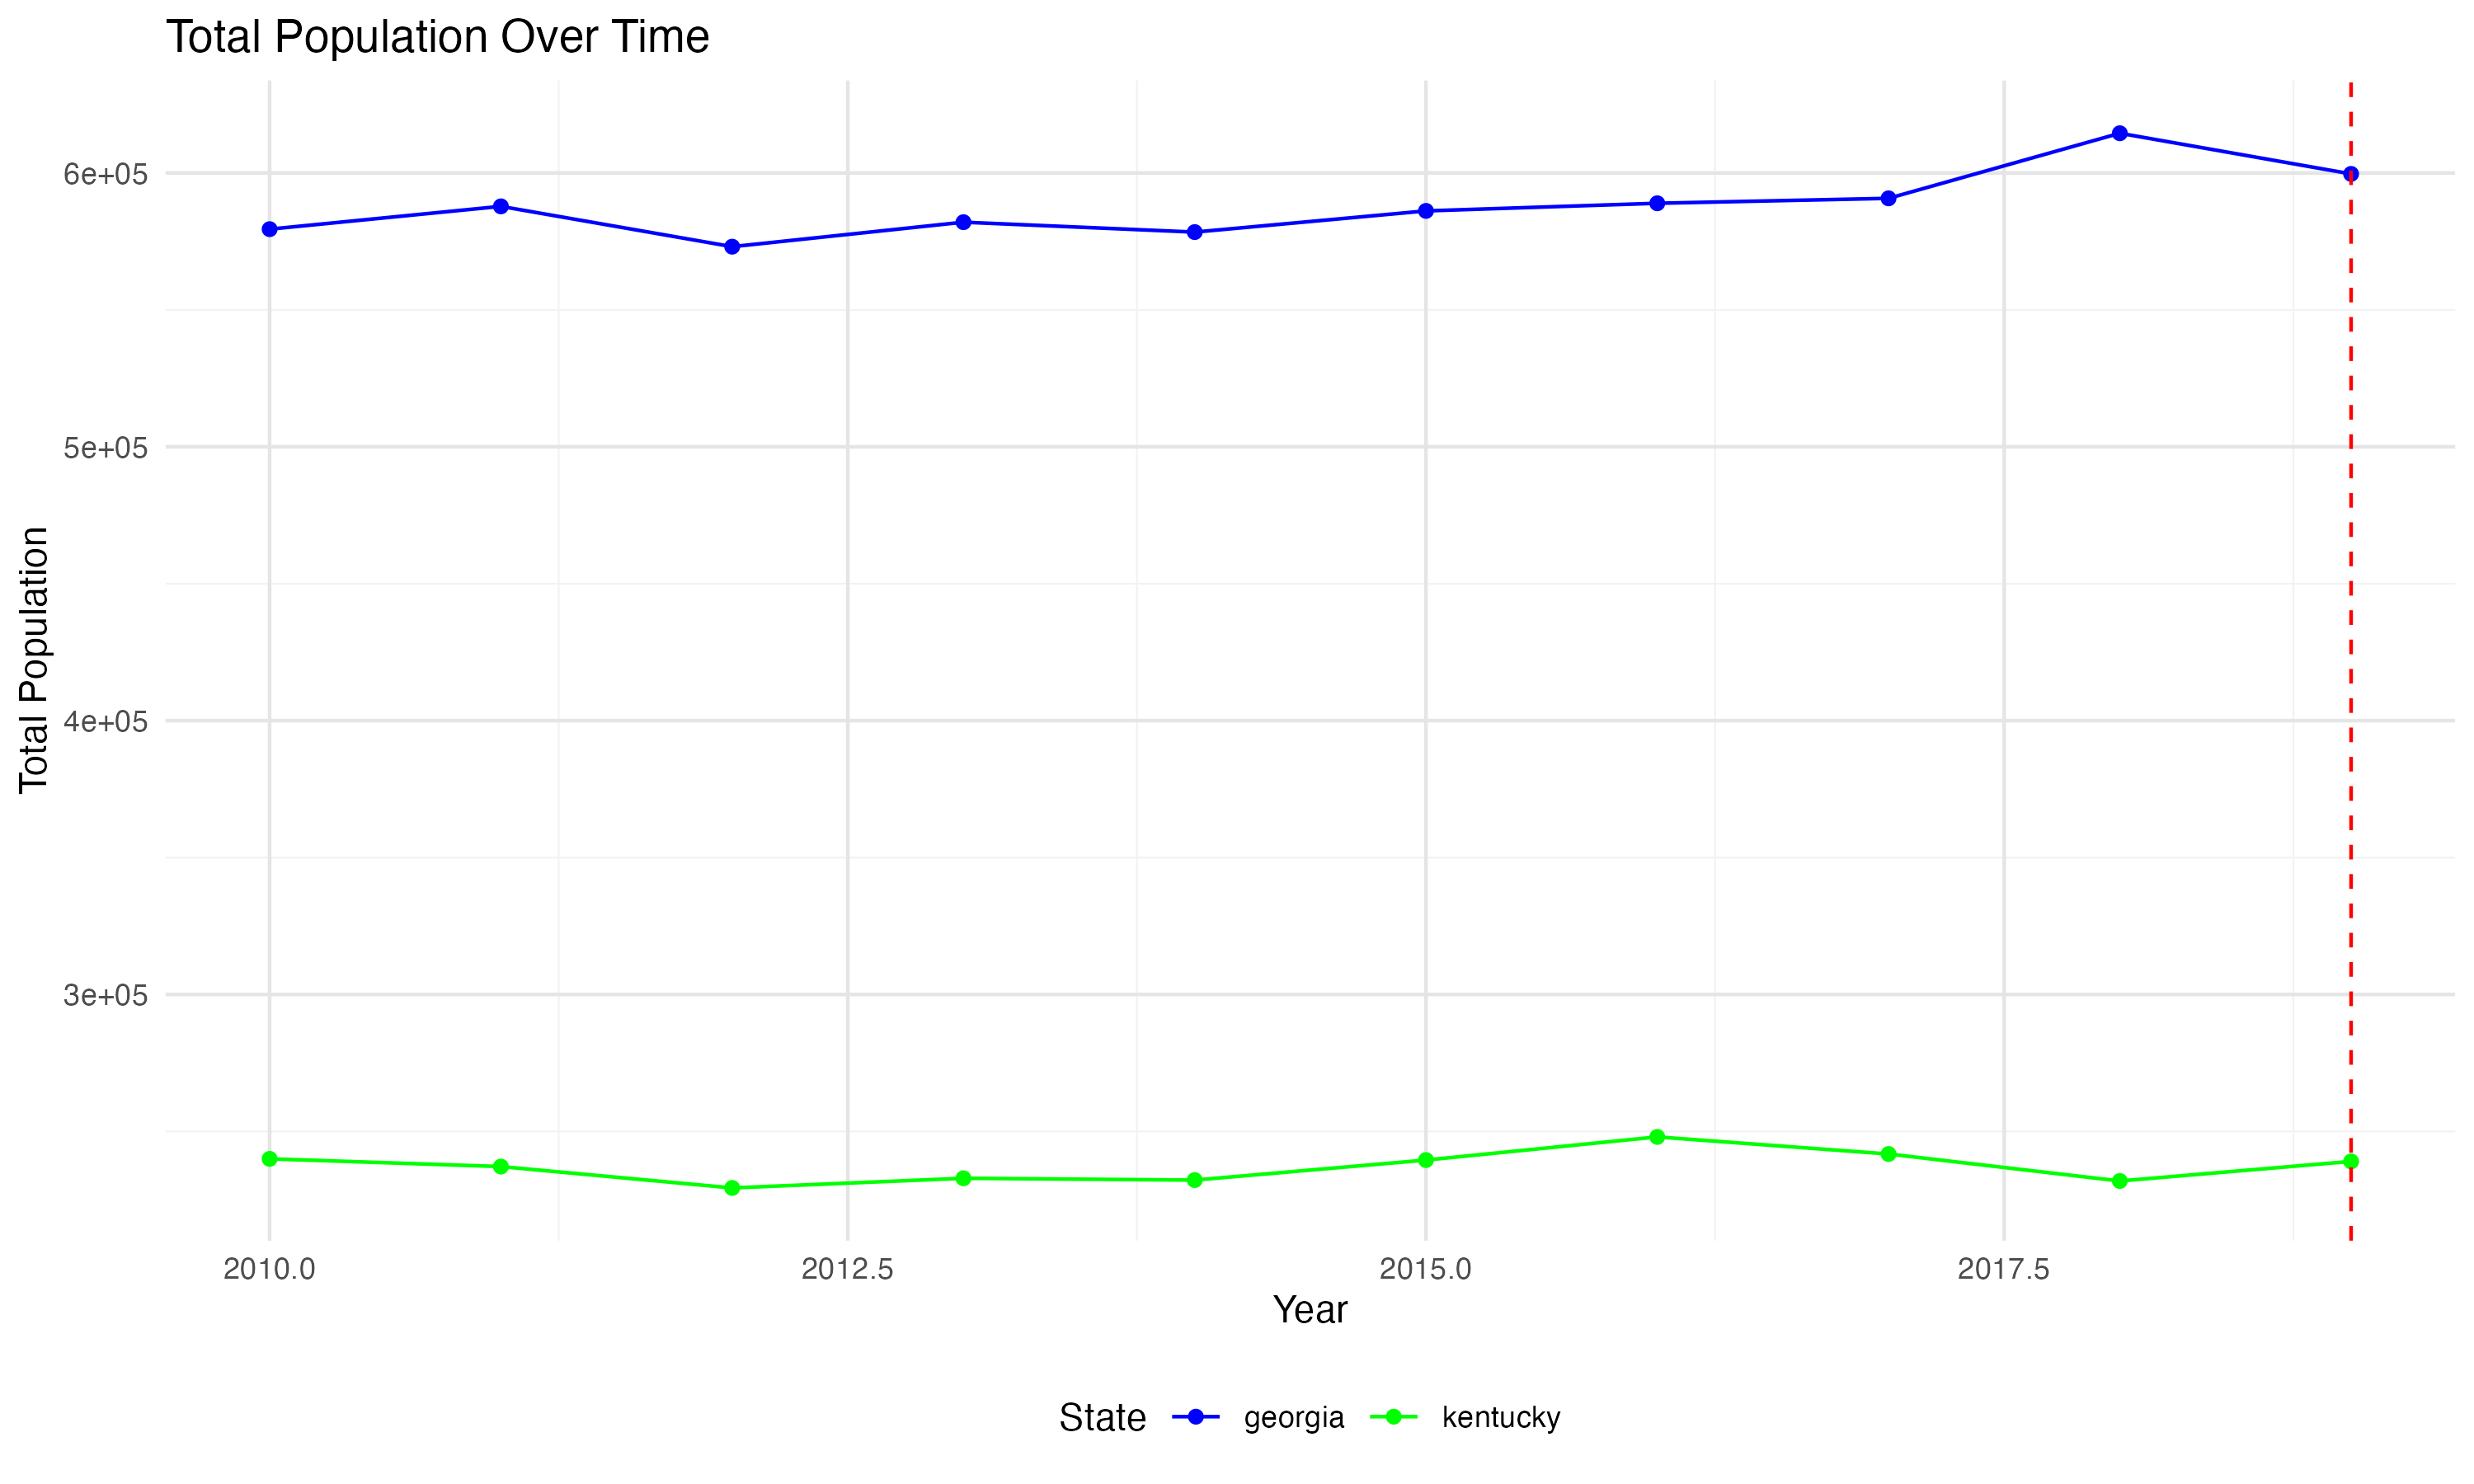 Total Population Over Time
Total Population
6e+05
5e+05
4e+05
3e+05
2010.0 2012.5 2015.0 2017.5
Year
State georgia kentucky